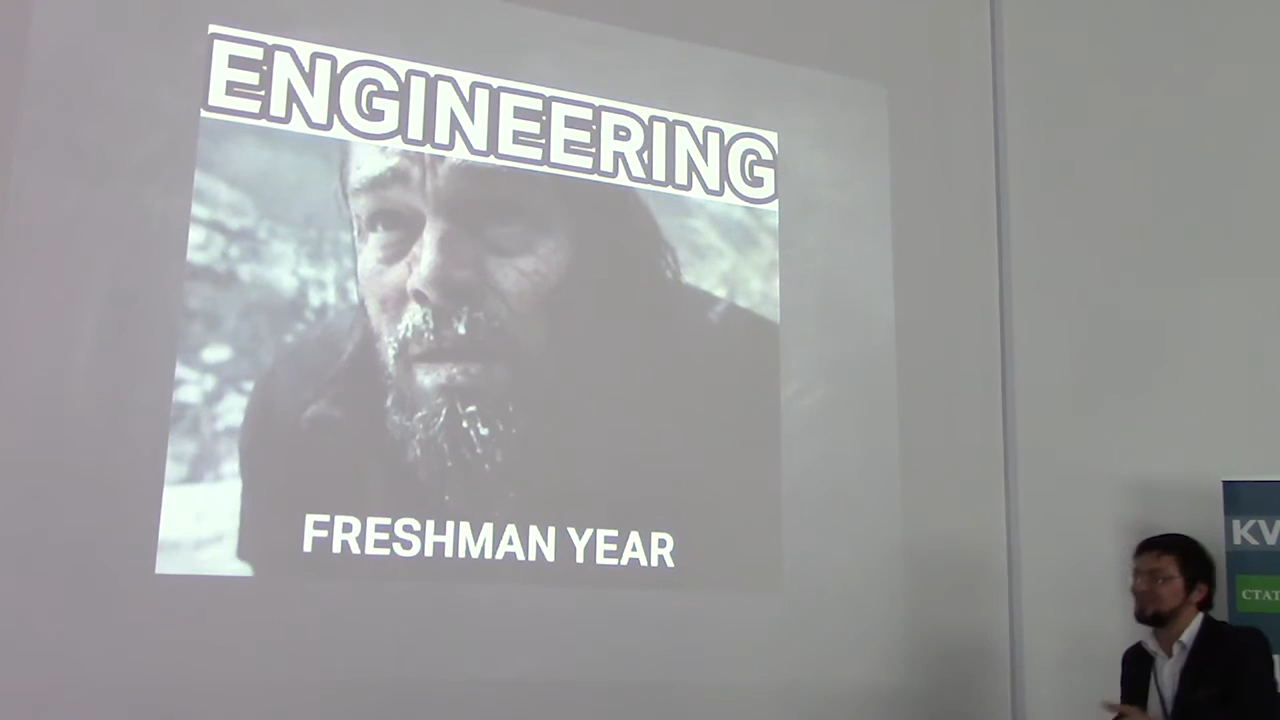 ENGINEERING
FRESHMAN YEAR
KV
СТАТ